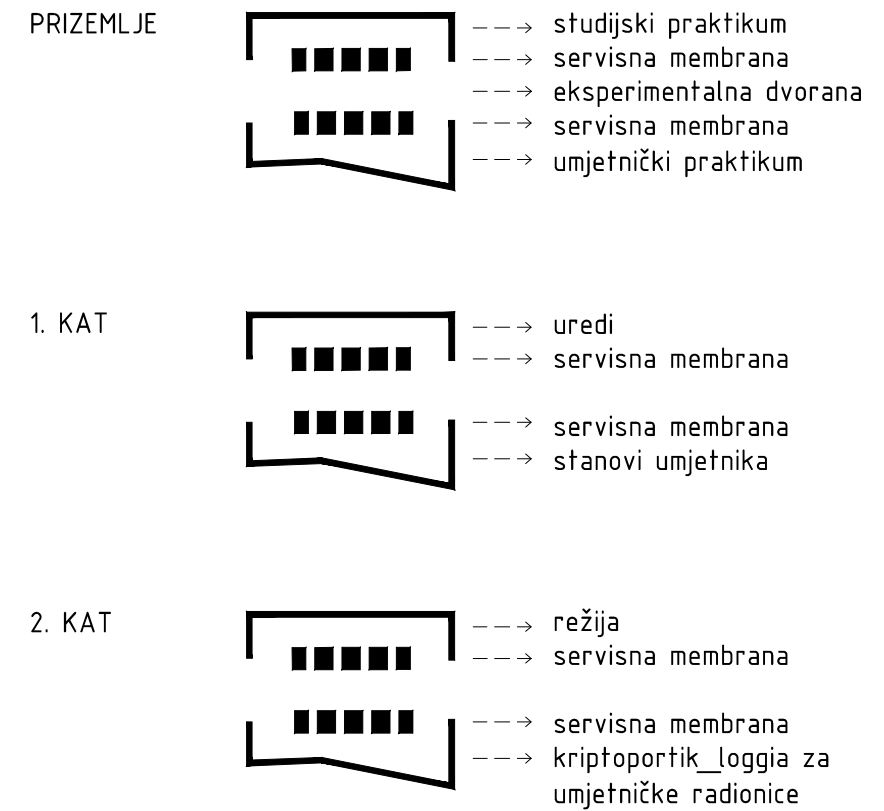 PRIZEMLJE
studijski praktikum
servisna membrana
eksperimentalna dvorana
servisna membrana
umjetnički praktikum
1. KAT
uredi
servisna membrana
servisna membrana
stanovi umjetnika
2. KAT
režija
servisna membrana
servisna membrana
kriptoportik_loggia za
umjetničke radionice